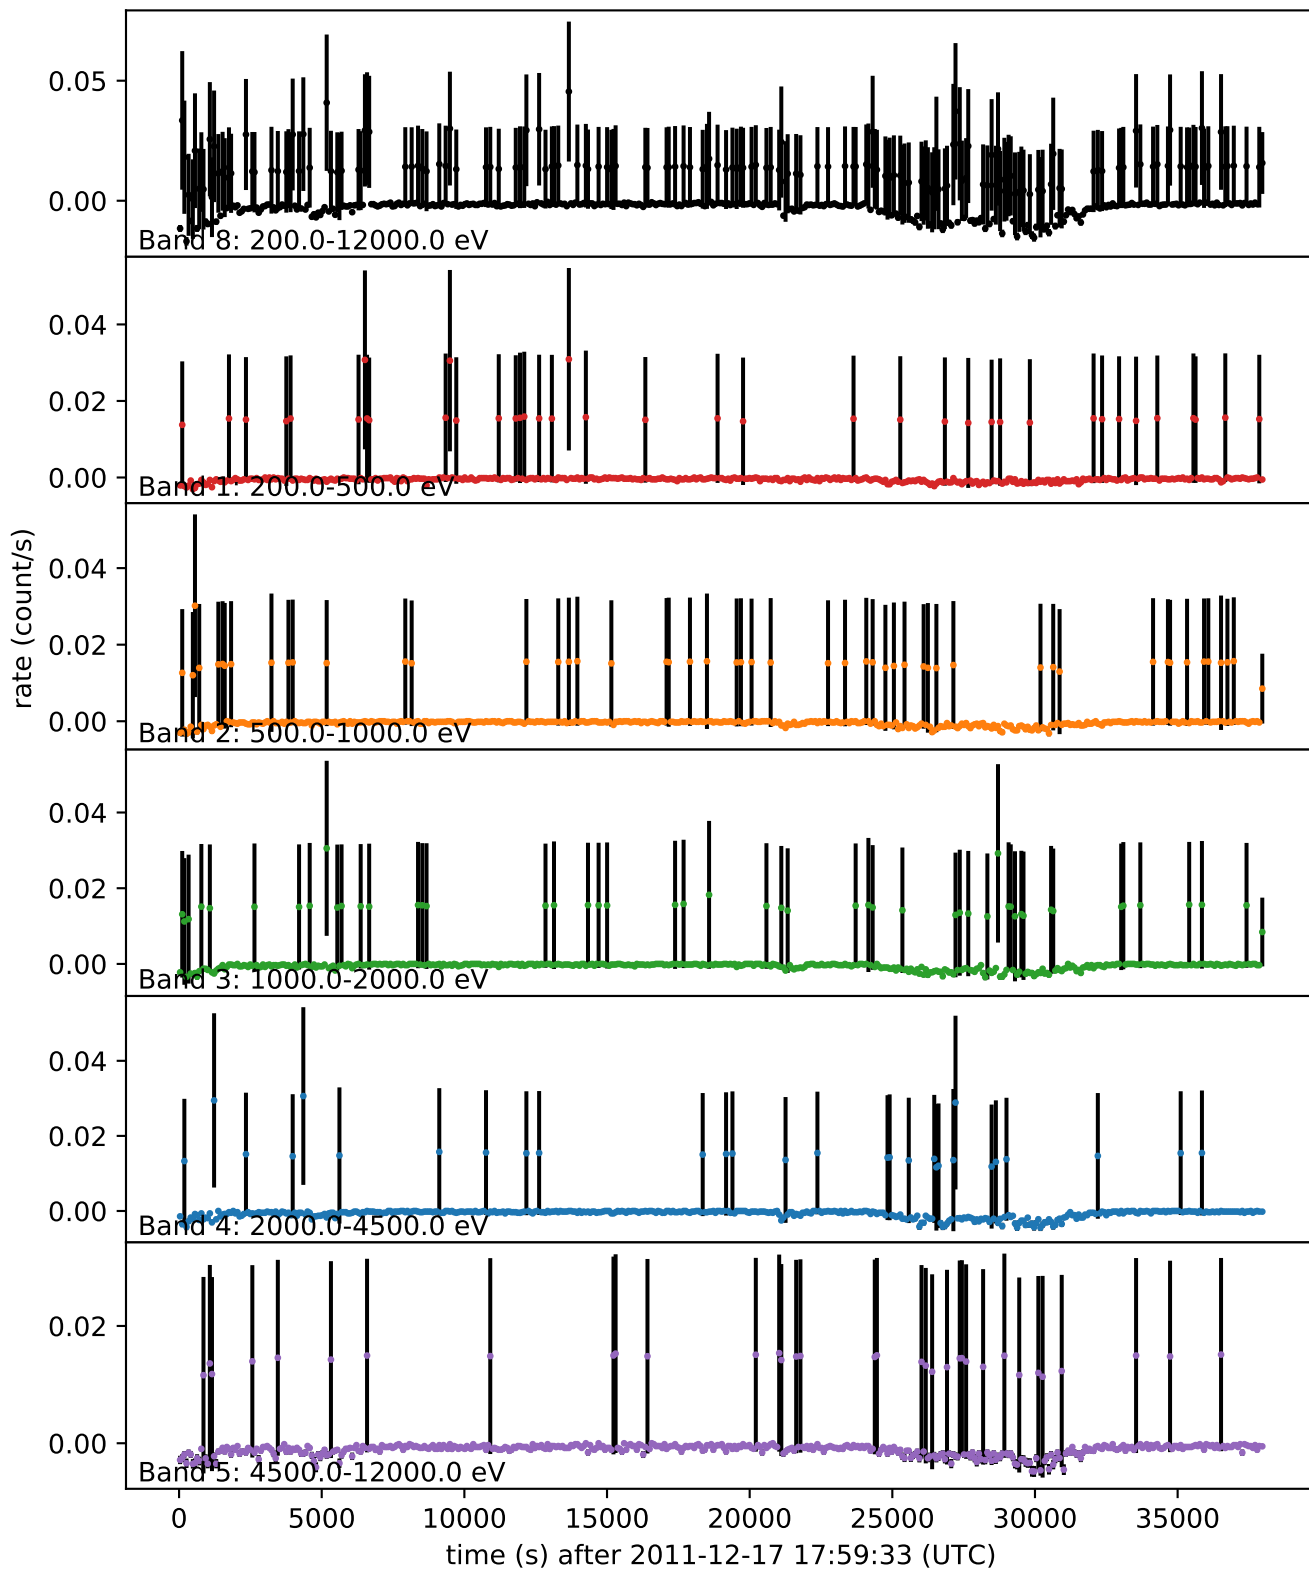 0.05
0.00
Band 8: 200.0-12000.0 eV
0.04
0.02
0.00
Band 1: 200.0-500.0 eV
rate (count/s)
0.04
0.02
0.00
Band 2: 500.0-1000.0 eV
0.04
0.02
0.00
Band 3: 1000.0-2000.0 eV
0.04
0.02
0.00
Band 4: 2000.0-4500.0 eV
0.02
0.00
Band 5: 4500.0-12000.0 eV
0 5000 10000 15000 20000 25000 30000 35000
time (s) after 2011-12-17 17:59:33 (UTC)